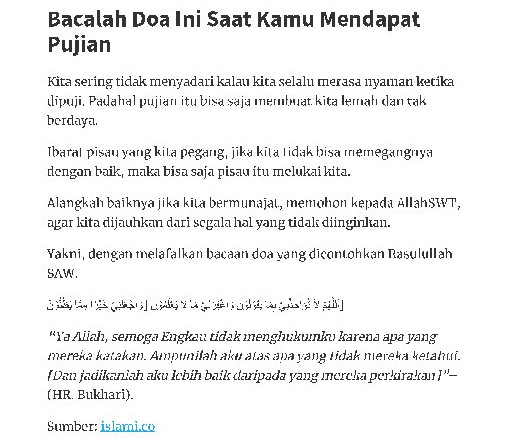 Bacalah Doa Ini Saat Kamu Mendapat
Pujian
Kita sering tidak menyadari kalau kita selalu merasa nyaman ketika
dipuji. Padahal pujian itu bisa saja membuat kita lemah dan tak
berdaya.
Ibarat pisau yang kita pegang, jika kita tidak bisa memegangnya
dengan baik, maka bisa saja pisau itu melukai kita.
Alangkah baiknya jika kita bermunajat, memohon kepada AllahSWT,
agar kita dijauhkan dari segala hal yang tidak diinginkan.
Yakni, dengan melafalkan bacaan doa yang dicontohkan Rasulullah
SAW.
اَللَّهُمَّ لَا تُؤَاخِذْنِيْ بِمَا يَقُوْلُوْنَ وَاغْفِرْلِيْ مَا لَا يَعْلَمُوْنَ [وَاجْعَلْنِيْ خَيْرًا مِمَّا يَظُنُّوْنَ]
“Ya Allah, semoga Engkau tidak menghukumku karena apa yang
mereka katakan. Ampunilah aku atas apa yang tidak mereka ketahui.
[Dan jadikanlah aku lebih baik daripada yang mereka perkirakan]”–
(HR. Bukhari).
Sumber: islami.co